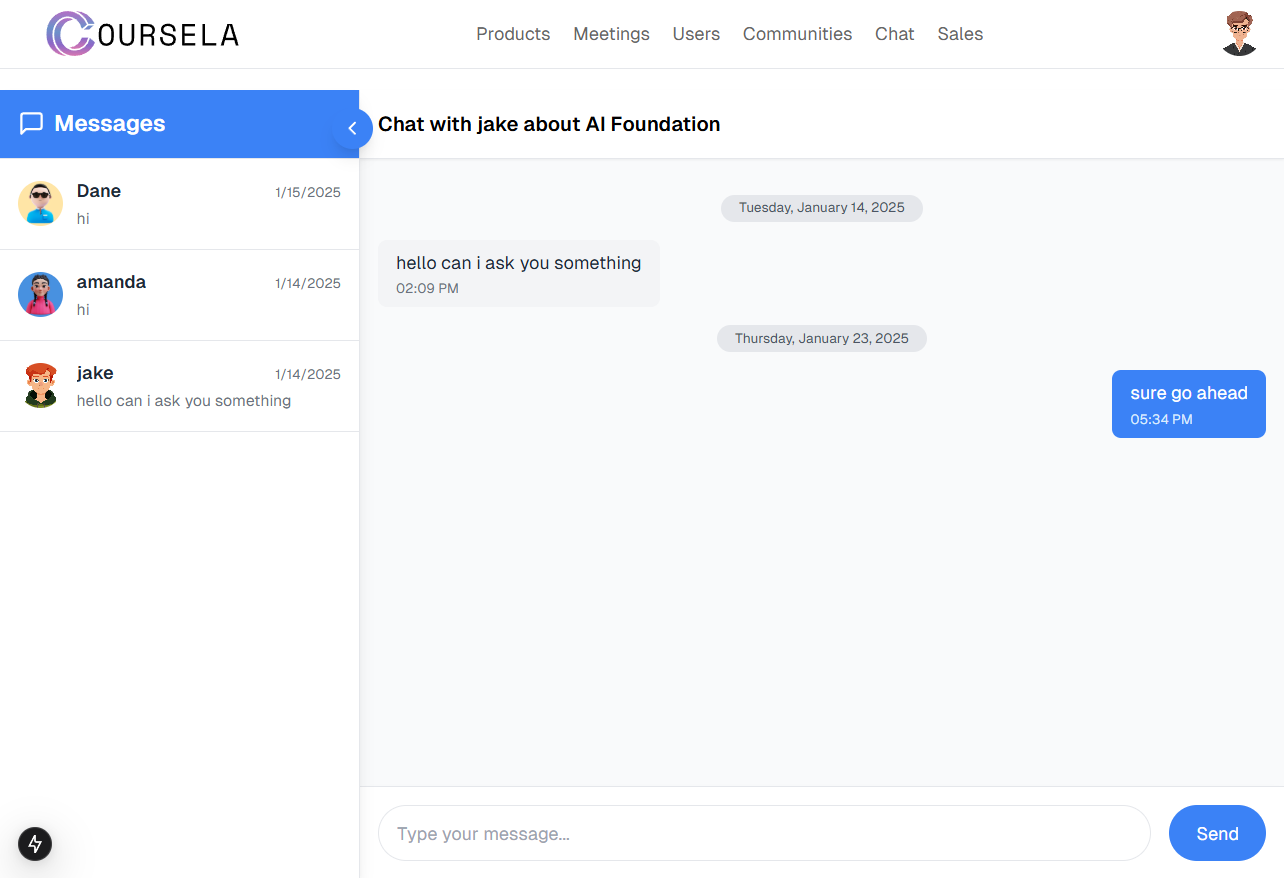 COURSELA
Products Meetings Users Communities Chat Sales
Messages
Dane 1/15/2025
hi
amanda 1/14/2025
hi
jake 1/14/2025
hello can i ask you something
Chat with jake about AI Foundation
Tuesday, January 14, 2025
hello can i ask you something
02:09 PM
Thursday, January 23, 2025
sure go ahead
05:34 PM
Type your message...
Send